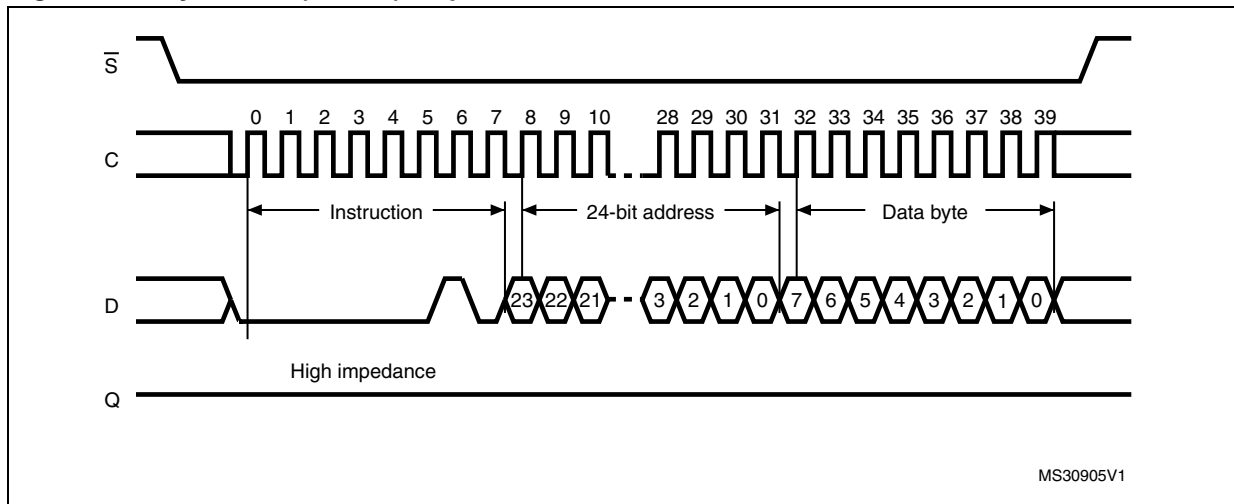 S
0 1 2 3 4 5 6 7 8 9 10 28 29 30 31 32 33 34 35 36 37 38 39
C
Instruction 24-bit address Data byte
D
23 22 21 3 2 1 0 7 6 5 4 3 2 1 0
High impedance
Q
MS30905V1